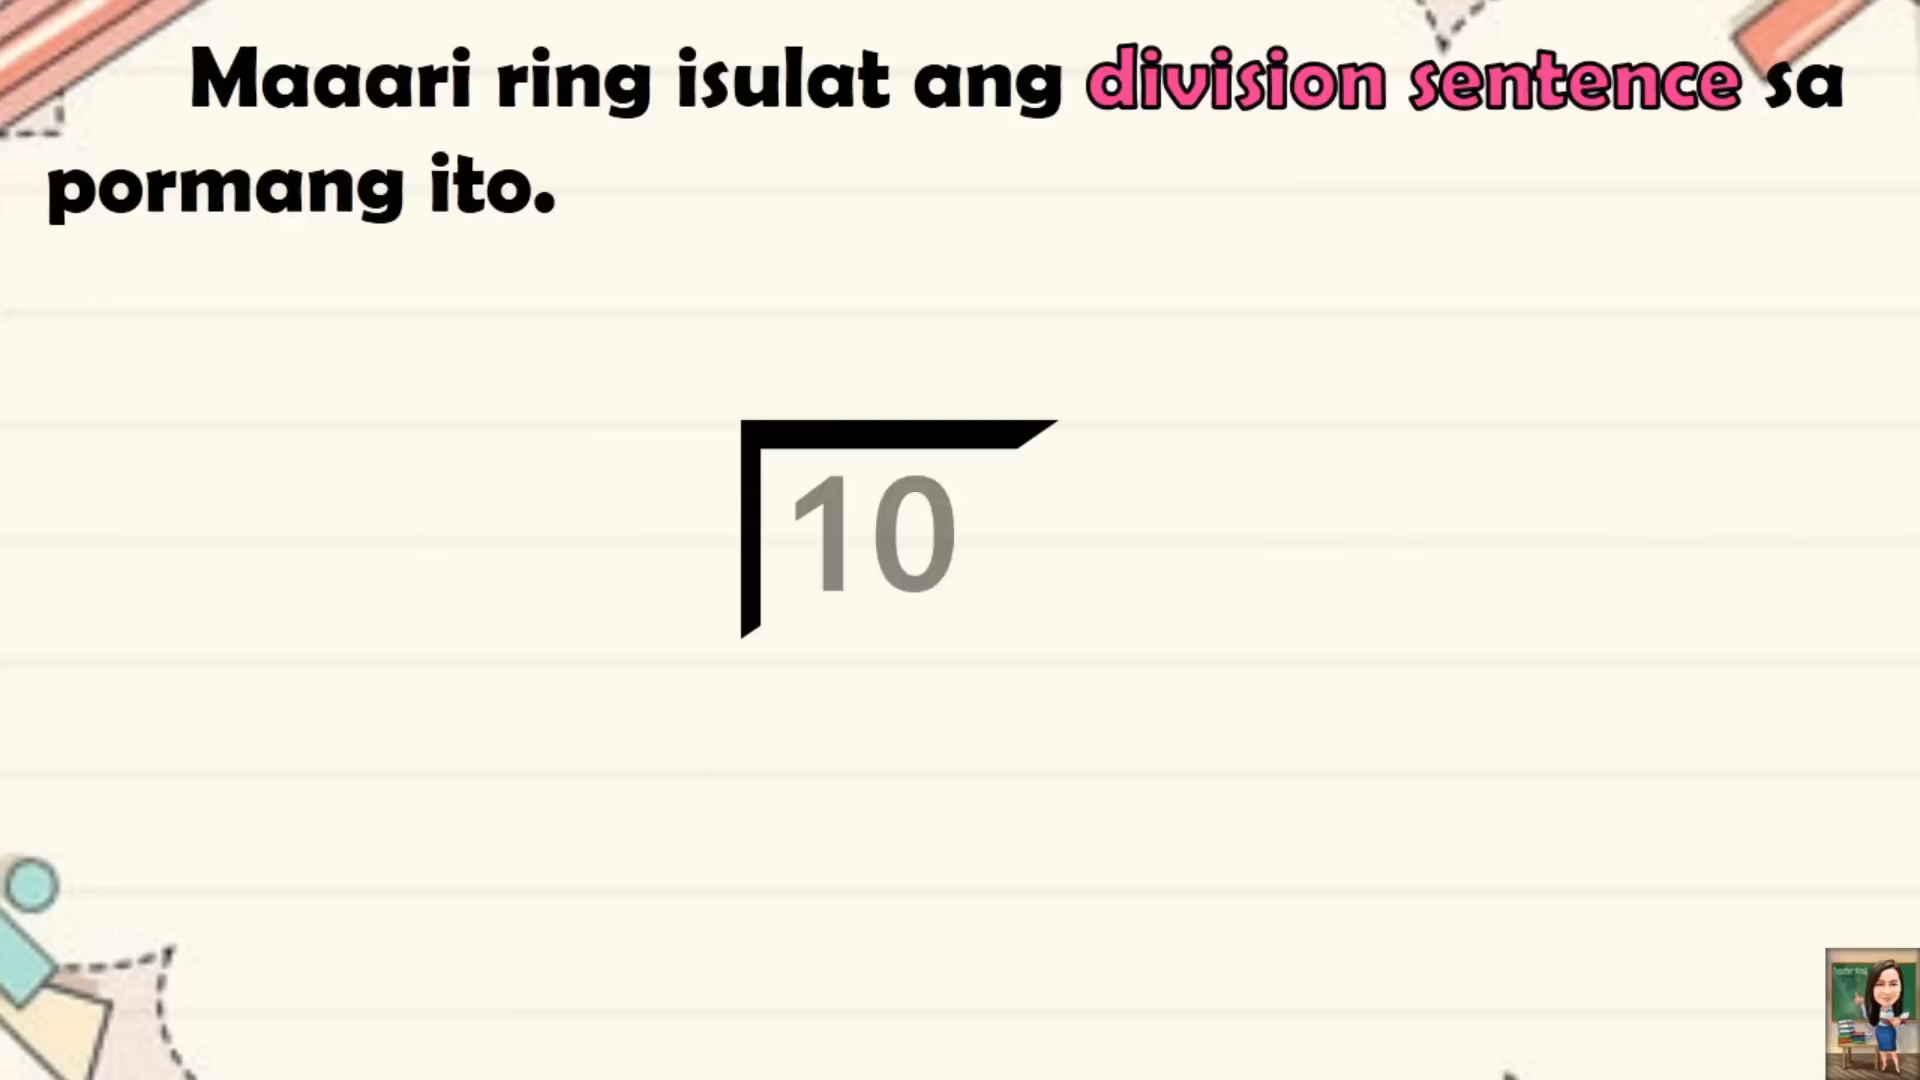 Maaari ring isulat ang division sentence sa
pormang ito.
10